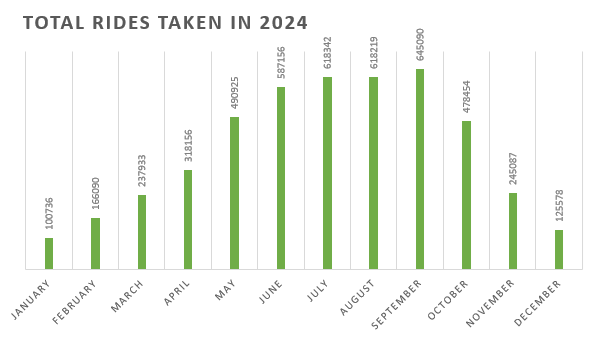 TOTAL RIDES TAKEN IN 2024
100736
166090
237933
318156
490925
587156
618342
618219
645090
478454
245087
125578
JANUARY
FEBRUARY
MARCH
APRIL
MAY
JUNE
JULY
AUGUST
SEPTEMBER
OCTOBER
NOVEMBER
DECEMBER